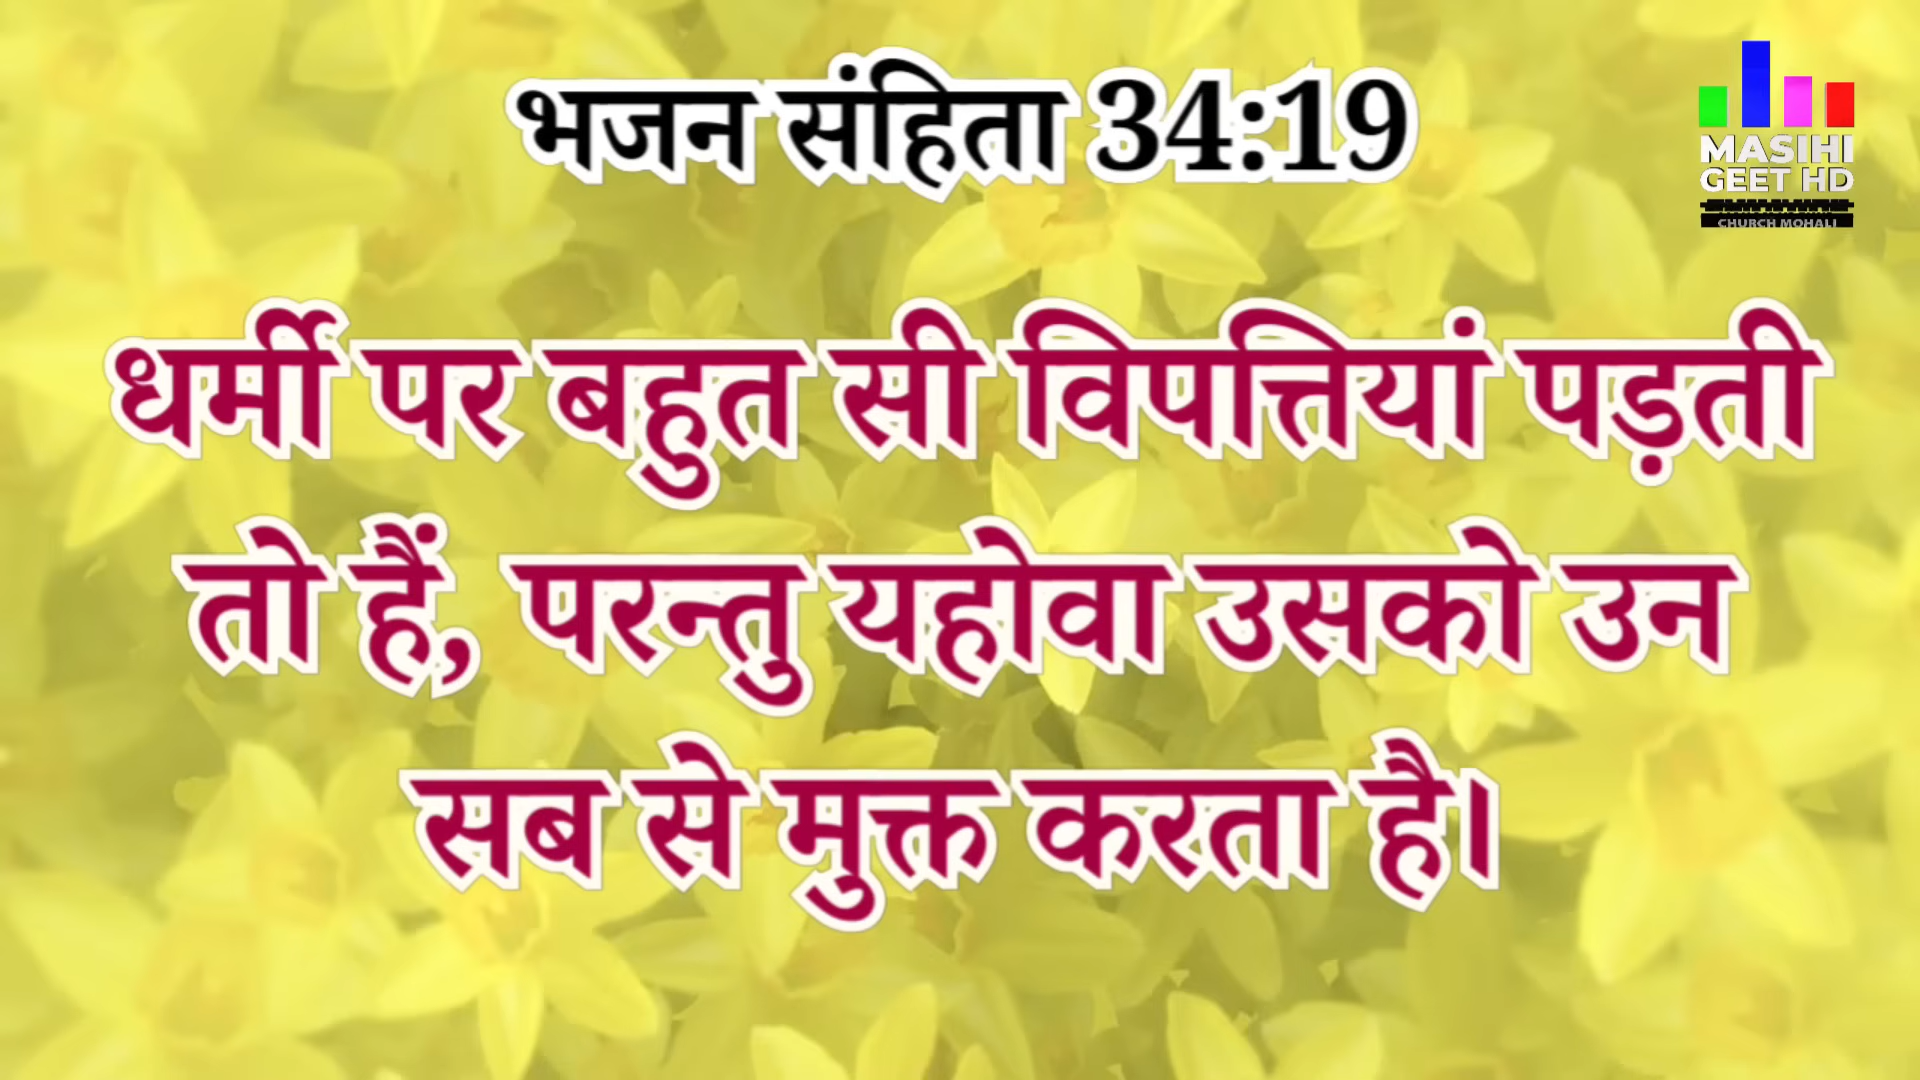 भजन संहिता 34:19
MASIHI
GEET HD
CHURCH MOHALI
धर्मी पर बहुत सी विपत्तियां पड़ती
तो हैं, परन्तु यहोवा उसको उन
सब से मुक्त करता है।